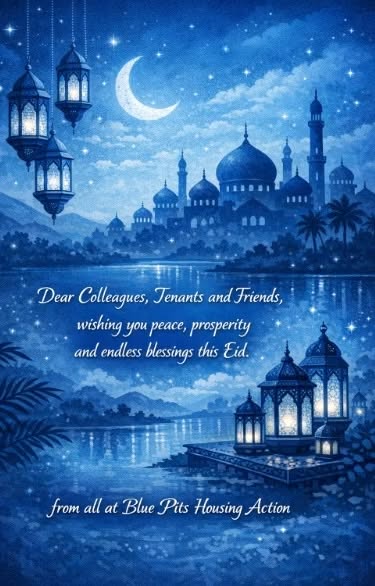 Dear Colleagues, Tenants and Friends,
wishing you peace, prosperity
and endless blessings this Eid.
from all at Blue Pits Housing Action